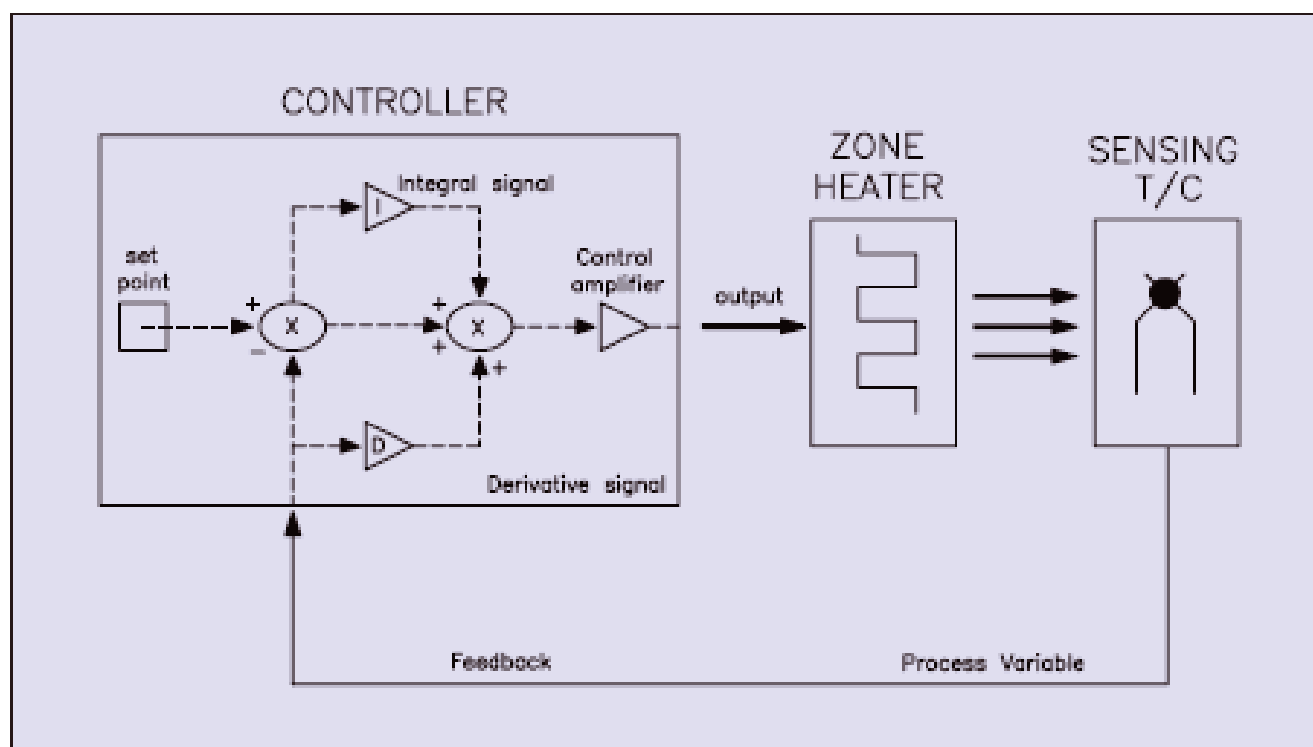 CONTROLLER
ZONE
HEATER
SENSING
T/C
Integral signal
I
set
point
Control
amplifier
output
+
+
X
X
−
+
+
D
Derivative signal
Feedback
Process Variable